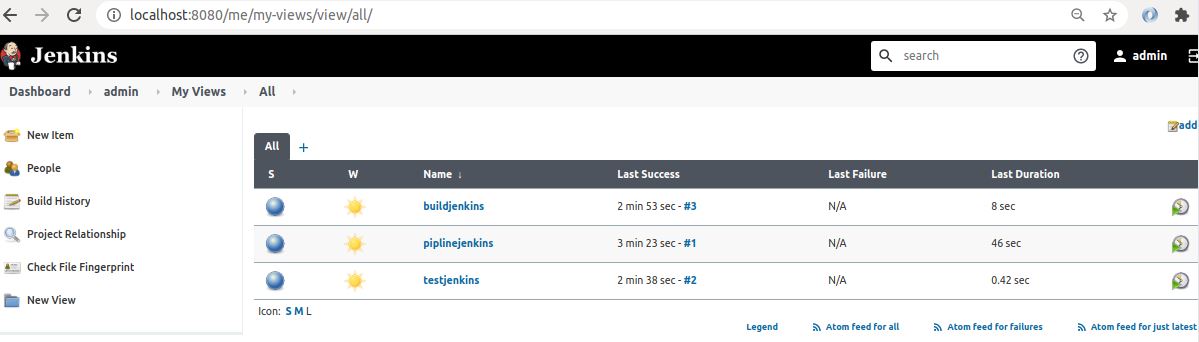 localhost:8080/me/my-views/view/all/
Jenkins
search
admin
Dashboard admin My Views All
New Item
People
Build History
Project Relationship
Check File Fingerprint
New View
add
All +
S W Name ↓ Last Success Last Failure Last Duration
buildjenkins 2 min 53 sec - #3 N/A 8 sec
piplinejenkins 3 min 23 sec - #1 N/A 46 sec
testjenkins 2 min 38 sec - #2 N/A 0.42 sec
Icon: S M L
Legend Atom feed for all Atom feed for failures Atom feed for just latest